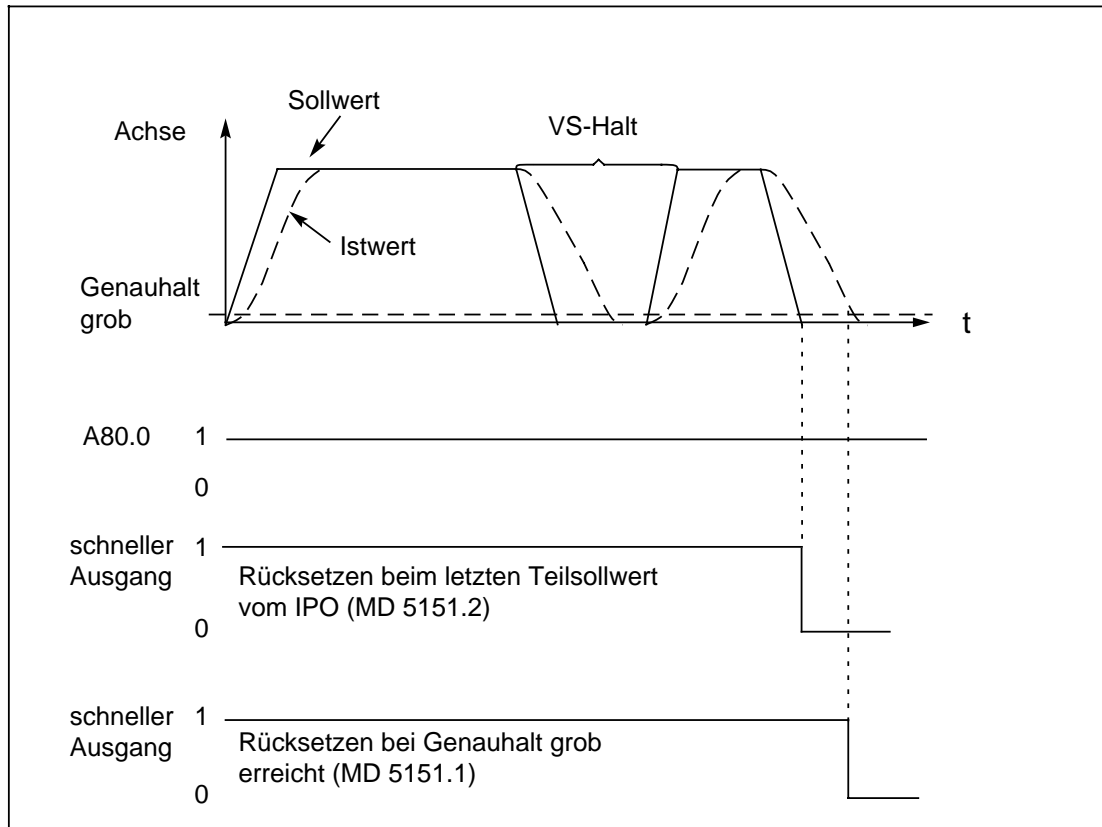 Sollwert
Achse
VS-Halt
Istwert
Genauhalt
grob
t
A80.0 1
0
schneller 1
Ausgang
Rücksetzen beim letzten Teilsollwert
vom IPO (MD 5151.2)
0
schneller 1
Ausgang
Rücksetzen bei Genauhalt grob
erreicht (MD 5151.1)
0